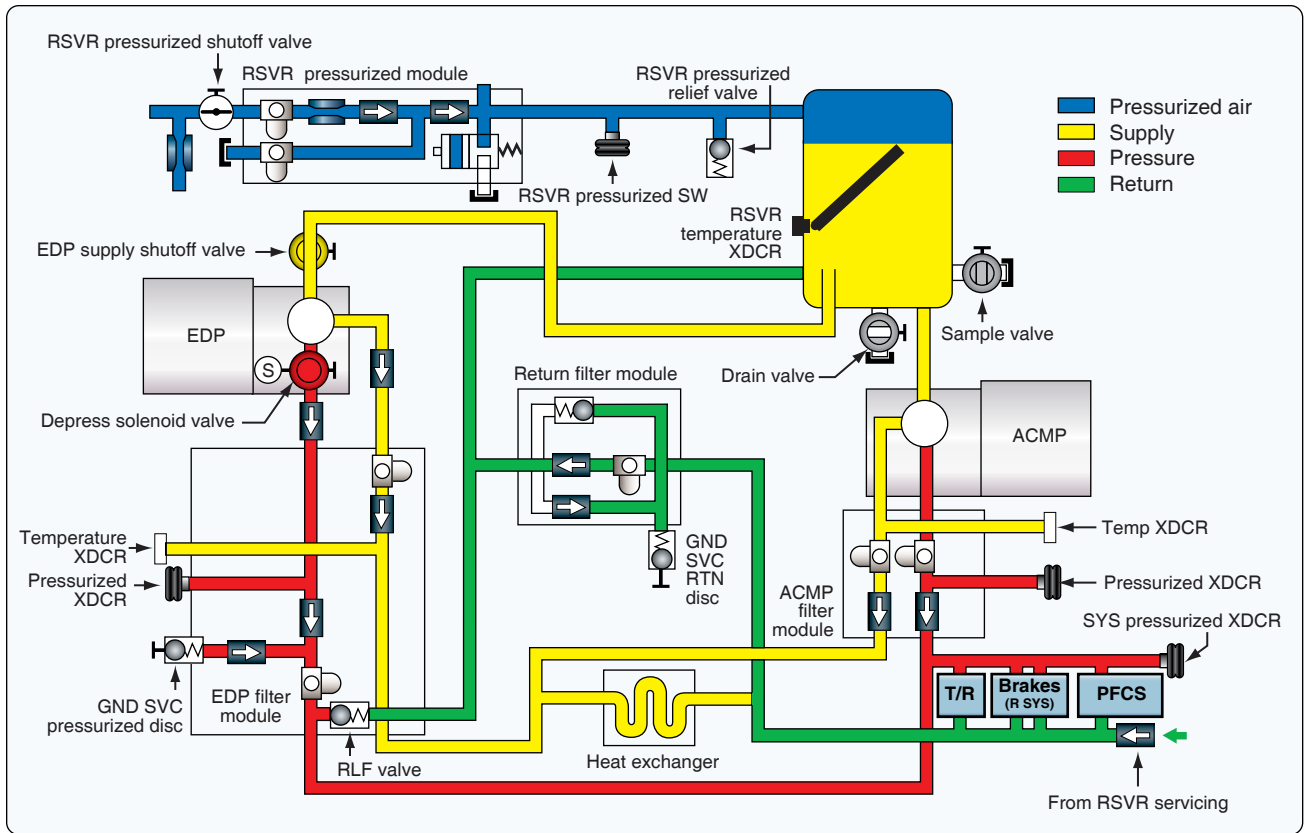 RSVR pressurized shutoff valve
RSVR pressurized module
RSVR pressurized
relief valve
Pressurized air
Supply
Pressure
Return
RSVR pressurized SW
RSVR
temperature
XDCR
EDP supply shutoff valve
EDP
S
Depress solenoid valve
Sample valve
Drain valve
Return filter module
ACMP
Temperature
XDCR
Pressurized
XDCR
GND
SVC
RTN
disc
ACMP
filter
module
Temp XDCR
Pressurized XDCR
SYS pressurized XDCR
GND SVC
pressurized disc
EDP filter
module
RLF valve
Heat exchanger
T/R
Brakes
(R SYS)
PFCS
From RSVR servicing